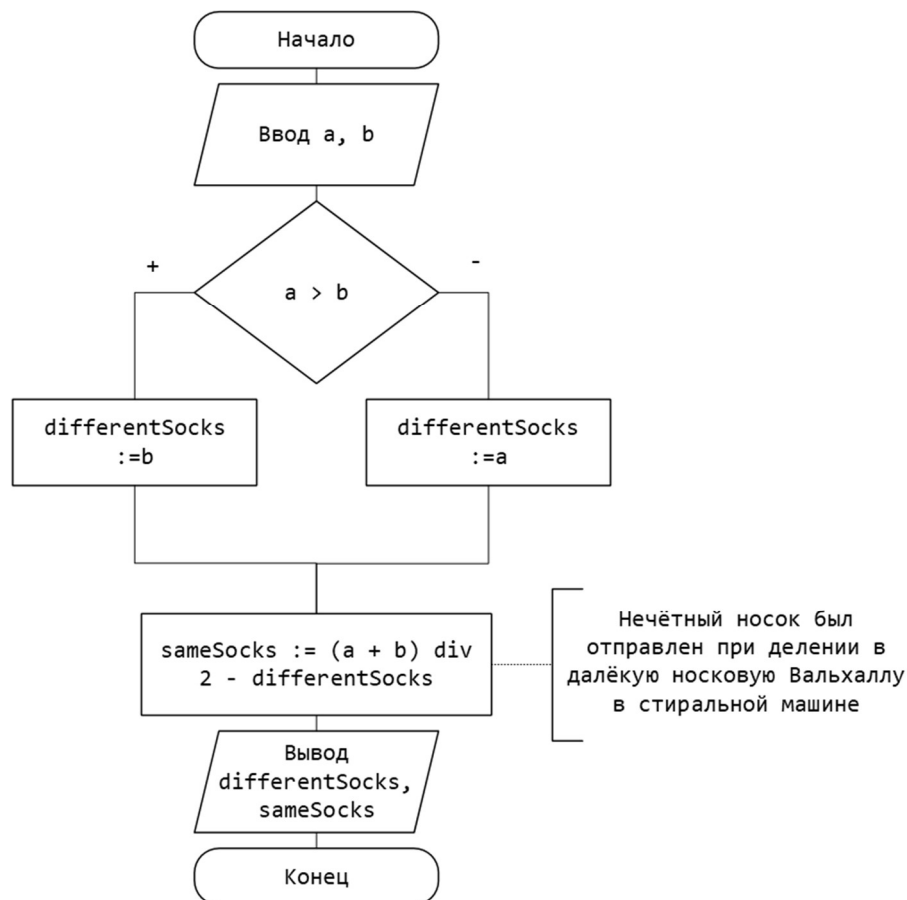 Начало
Ввод a, b
+
-
a > b
differentSocks
:=b
differentSocks
:=a
sameSocks := (a + b) div
2 - differentSocks
Нечётный носок был
отправлен при делении в
далёкую носковую Вальхаллу
в стиральной машине
Вывод
differentSocks,
sameSocks
Конец